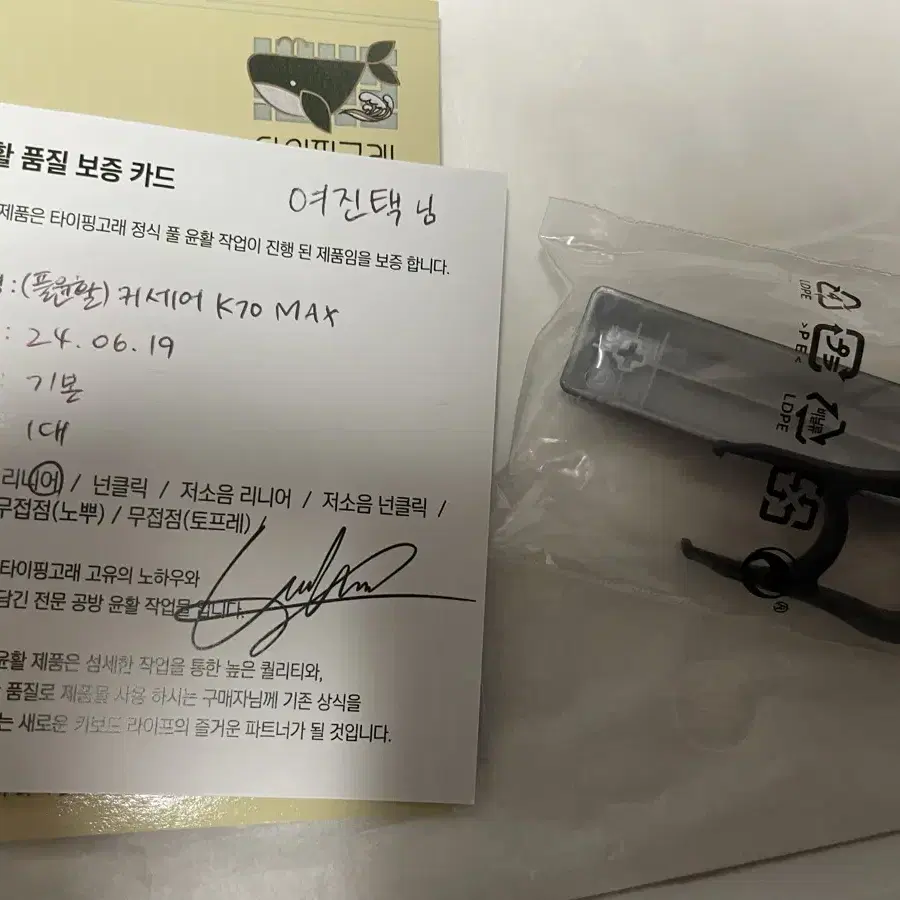 타이핑고래
활 품질 보증 카드
여진택 님
제품은 타이핑고래 정식 풀 윤활 작업이 진행 된 제품임을 보증 합니다.
: (풀윤활) 커세어 K70 MAX
: 24.06.19
: 기본
1대
리니어 / 넌클릭 / 저소음 리니어 / 저소음 넌클릭 /
무접점(노뿌) / 무접점(토프레)
타이핑고래 고유의 노하우와
담긴 전문 공방 윤활 작업물 입니다.
윤활 제품은 섬세한 작업을 통한 높은 퀄리티와,
품질로 제품을 사용 하시는 구매자님께 기존 상식을
는 새로운 키보드 라이프의 즐거운 파트너가 될 것입니다.
LDPE
>PE<
비닐류
LDPE
®